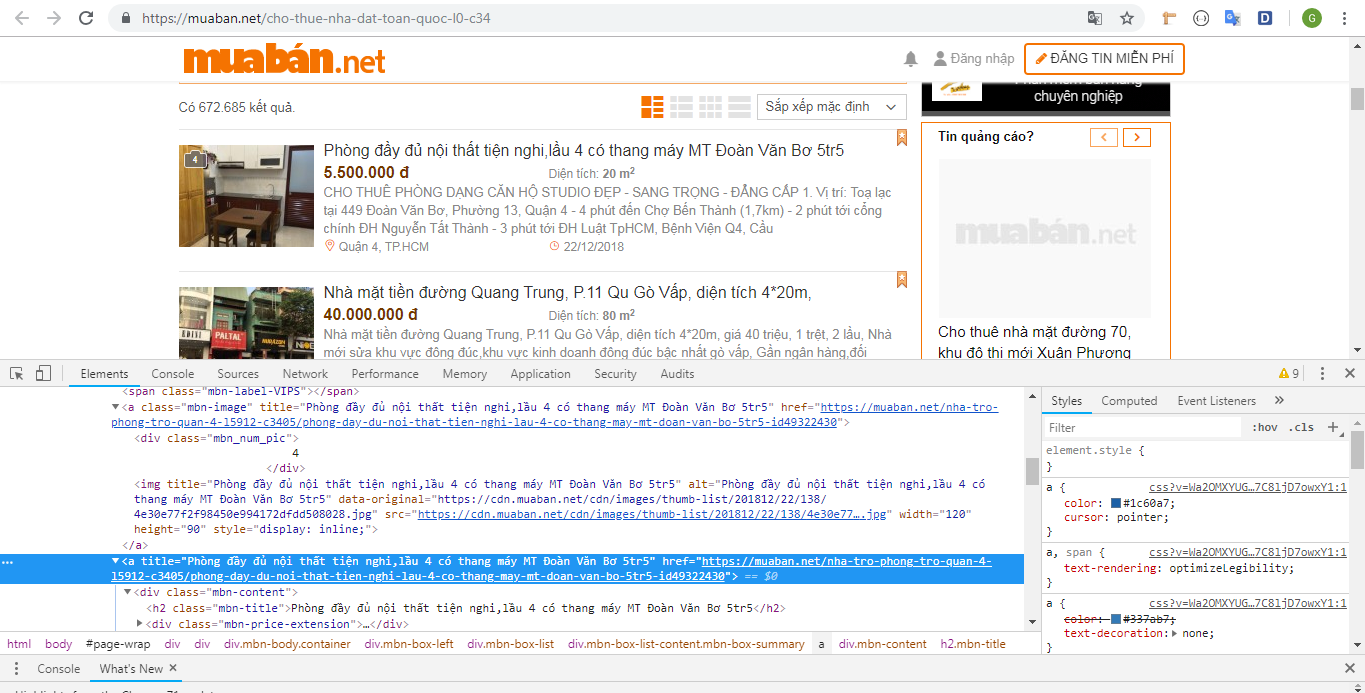 https://muaban.net/cho-thue-nha-dat-toan-quoc-l0-c34
G
muabán.net
Đăng nhập
ĐĂNG TIN MIỄN PHÍ
Có 672.685 kết quả.
Sắp xếp mặc định
chuyên nghiệp
Tin quảng cáo?
4
Phòng đầy đủ nội thất tiện nghi,lầu 4 có thang máy MT Đoàn Văn Bơ 5tr5
5.500.000 đ
Diện tích: 20 m²
CHO THUÊ PHÒNG DẠNG CĂN HỘ STUDIO ĐẸP - SANG TRỌNG - ĐẲNG CẤP 1. Vị trí: Toạ lạc
tại 449 Đoàn Văn Bơ, Phường 13, Quận 4 - 4 phút đến Chợ Bến Thành (1,7km) - 2 phút tới cổng
chính ĐH Nguyễn Tất Thành - 3 phút tới ĐH Luật TpHCM, Bệnh Viện Q4, Cầu
Quận 4, TP.HCM
22/12/2018
muabán.net
Nhà mặt tiền đường Quang Trung, P.11 Qu Gò Vấp, diện tích 4*20m,
40.000.000 đ
Diện tích: 80 m²
Nhà mặt tiền đường Quang Trung, P.11 Qu Gò Vấp, diện tích 4*20m, giá 40 triệu, 1 trệt, 2 lầu, Nhà
mới sửa khu vực đông đúc,khu vực kinh doanh đông đúc bậc nhất gò vấp, Gần ngân hàng,đối
PALTAL
Cho thuê nhà mặt đường 70,
khu đô thị mới Xuân Phương
Elements Console Sources Network Performance Memory Application Security Audits
9
<span class="mbn-label-VIPS"></span>
<a class="mbn-image" title="Phòng đầy đủ nội thất tiện nghi,lầu 4 có thang máy MT Đoàn Văn Bơ 5tr5" href="https://muaban.net/nha-tro-
phong-tro-quan-4-l5912-c3405/phong-day-du-noi-that-tien-nghi-lau-4-co-thang-may-mt-doan-van-bo-5tr5-id49322430">
<div class="mbn_num_pic">
4
</div>
<img title="Phòng đầy đủ nội thất tiện nghi,lầu 4 có thang máy MT Đoàn Văn Bơ 5tr5" alt="Phòng đầy đủ nội thất tiện nghi,lầu 4 có
thang máy MT Đoàn Văn Bơ 5tr5" data-original="https://cdn.muaban.net/cdn/images/thumb-list/201812/22/138/
4e30e77f2f98450e994172dfdd508028.jpg" src="https://cdn.muaban.net/cdn/images/thumb-list/201812/22/138/4e30e77….jpg" width="120"
height="90" style="display: inline;">
</a>
<a title="Phòng đầy đủ nội thất tiện nghi,lầu 4 có thang máy MT Đoàn Văn Bơ 5tr5" href="https://muaban.net/nha-tro-phong-tro-quan-4-
l5912-c3405/phong-day-du-noi-that-tien-nghi-lau-4-co-thang-may-mt-doan-van-bo-5tr5-id49322430"> == $0
<div class="mbn-content">
<h2 class="mbn-title">Phòng đầy đủ nội thất tiện nghi,lầu 4 có thang máy MT Đoàn Văn Bơ 5tr5</h2>
<div class="mbn-price-extension">…</div>
html body #page-wrap div div div.mbn-body.container div.mbn-box-left div.mbn-box-list div.mbn-box-list-content.mbn-box-summary a div.mbn-content h2.mbn-title
Styles Computed Event Listeners »
Filter :hov .cls +
element.style {
}
a { css?v=Wa2OMXYUG…7C8ljD7owxY1:1
color: #1c60a7;
cursor: pointer;
}
a, span { css?v=Wa2OMXYUG…7C8ljD7owxY1:1
text-rendering: optimizeLegibility;
}
a { css?v=Wa2OMXYUG…7C8ljD7owxY1:1
color: #337ab7;
text-decoration: none;
}
Console What's New